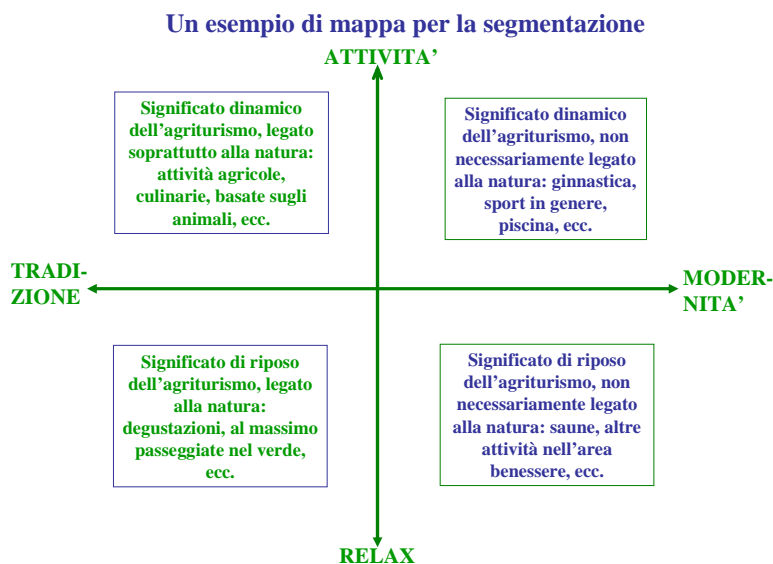 Un esempio di mappa per la segmentazione
ATTIVITA’
Significato dinamico
dell’agriturismo, legato
soprattutto alla natura:
attività agricole,
culinarie, basate sugli
animali, ecc.
Significato dinamico
dell’agriturismo, non
necessariamente legato
alla natura: ginnastica,
sport in genere,
piscina, ecc.
TRADI-
ZIONE
MODER-
NITA’
Significato di riposo
dell’agriturismo, legato
alla natura:
degustazioni, al massimo
passeggiate nel verde,
ecc.
Significato di riposo
dell’agriturismo, non
necessariamente legato
alla natura: saune, altre
attività nell’area
benessere, ecc.
RELAX